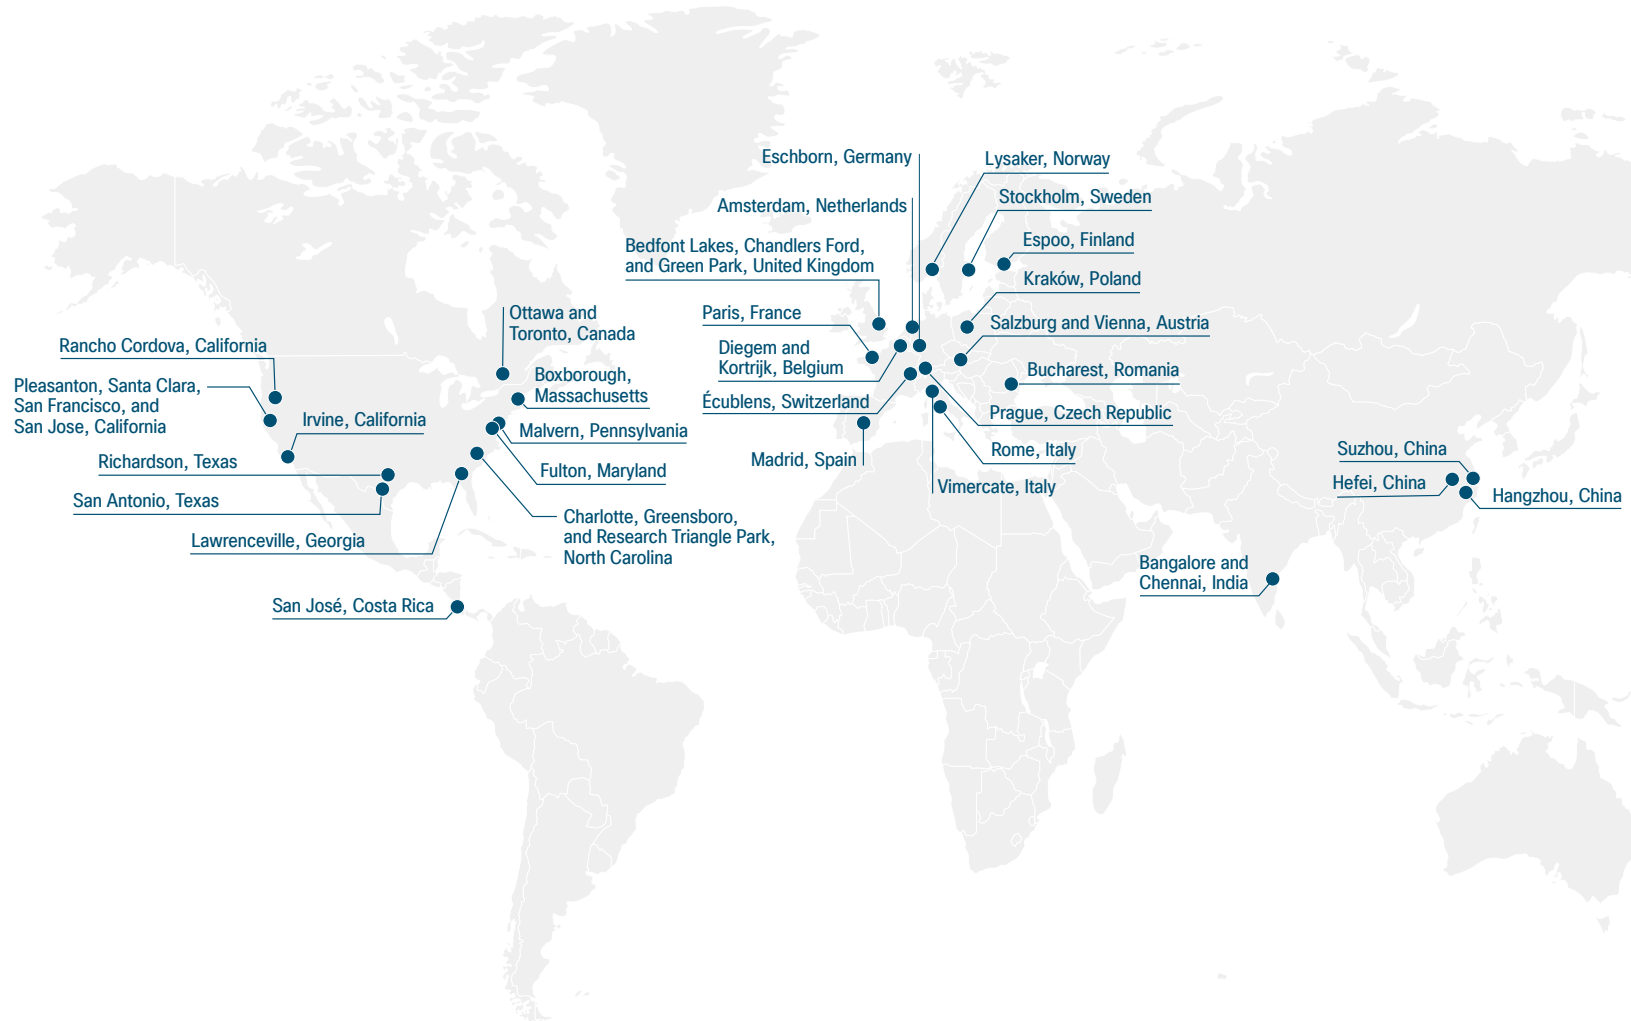 Eschborn, Germany
Lysaker, Norway
Amsterdam, Netherlands
Stockholm, Sweden
Bedfont Lakes, Chandlers Ford,
and Green Park, United Kingdom
Espoo, Finland
Kraków, Poland
Ottawa and
Toronto, Canada
Paris, France
Salzburg and Vienna, Austria
Rancho Cordova, California
Diegem and
Kortrijk, Belgium
Boxborough,
Massachusetts
Bucharest, Romania
Pleasanton, Santa Clara,
San Francisco, and
San Jose, California
Écublens, Switzerland
Prague, Czech Republic
Irvine, California
Malvern, Pennsylvania
Rome, Italy
Suzhou, China
Richardson, Texas
Madrid, Spain
Fulton, Maryland
Vimercate, Italy
Hefei, China
Hangzhou, China
San Antonio, Texas
Charlotte, Greensboro,
and Research Triangle Park,
North Carolina
Lawrenceville, Georgia
Bangalore and
Chennai, India
San José, Costa Rica